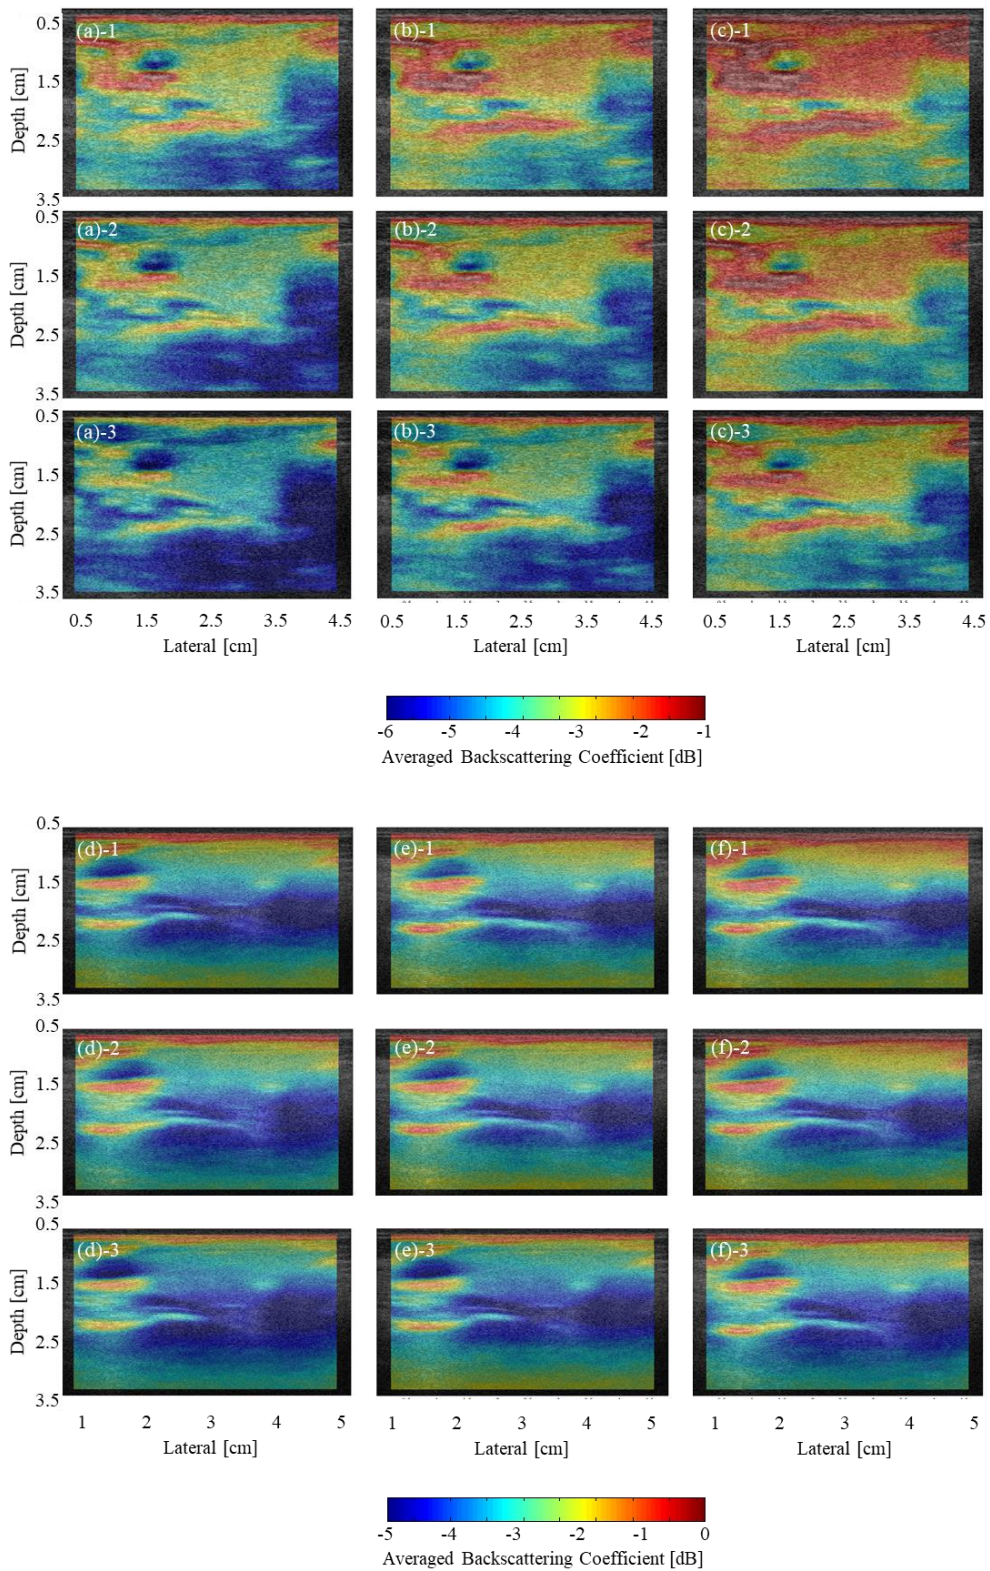 0.5
(a)-1
(b)-1
(c)-1
1.5
Depth [cm]
2.5
3.5
0.5
(a)-2
(b)-2
(c)-2
1.5
Depth [cm]
2.5
3.5
0.5
(a)-3
(b)-3
(c)-3
1.5
Depth [cm]
2.5
3.5
0.5 1.5 2.5 3.5 4.5 0.5 1.5 2.5 3.5 4.5 0.5 1.5 2.5 3.5 4.5
Lateral [cm] Lateral [cm] Lateral [cm]
-6 -5 -4 -3 -2 -1
Averaged Backscattering Coefficient [dB]
0.5
(d)-1
(e)-1
(f)-1
1.5
Depth [cm]
2.5
3.5
0.5
(d)-2
(e)-2
(f)-2
1.5
Depth [cm]
2.5
3.5
0.5
(d)-3
(e)-3
(f)-3
1.5
Depth [cm]
2.5
3.5
1 2 3 4 5 1 2 3 4 5 1 2 3 4 5
Lateral [cm] Lateral [cm] Lateral [cm]
-5 -4 -3 -2 -1 0
Averaged Backscattering Coefficient [dB]